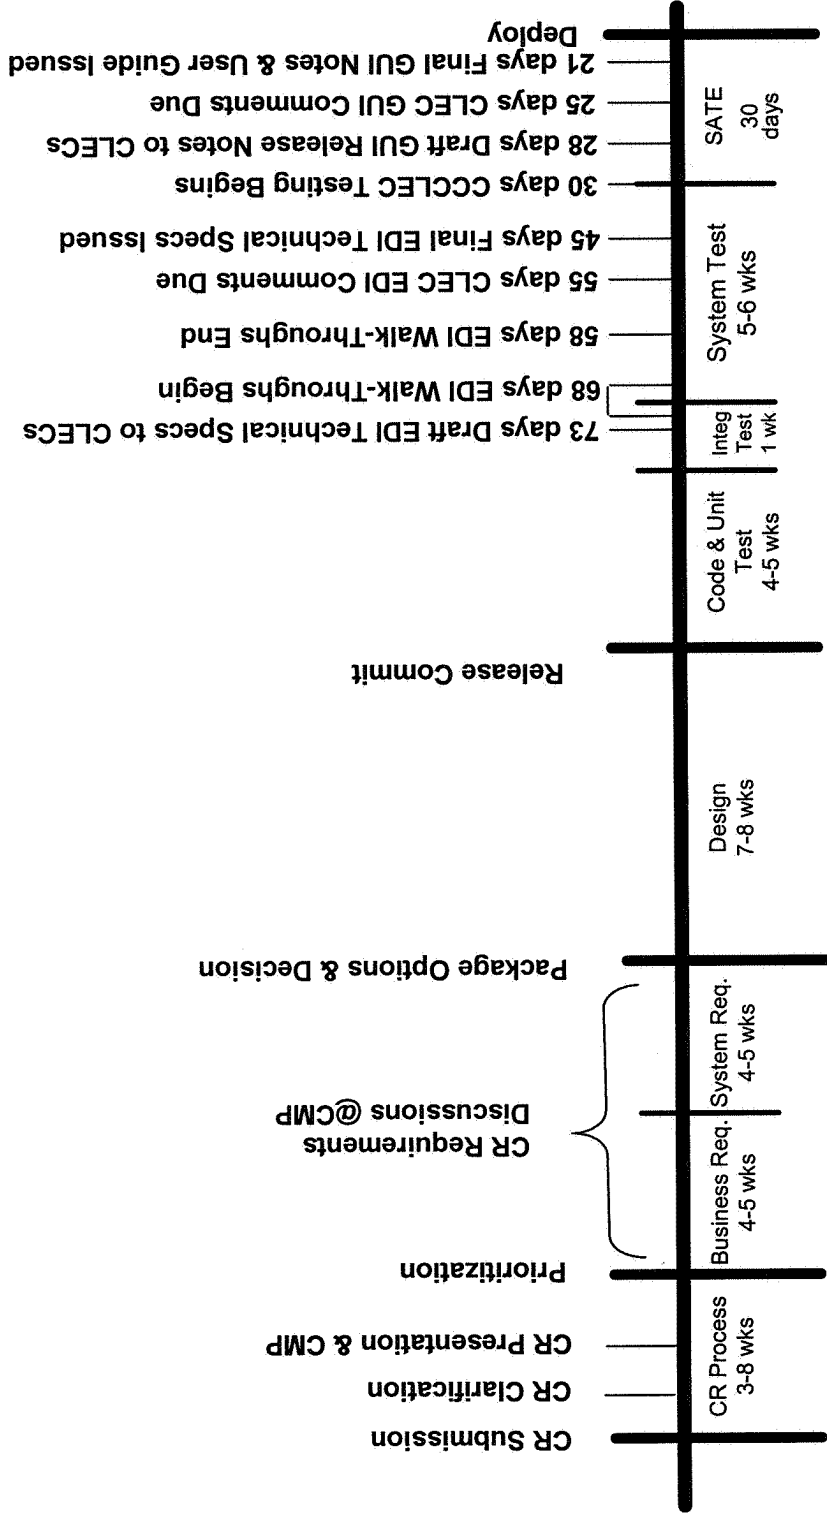 CR Submission
CR Clarification
CR Presentation & CMP
Prioritization
CR Requirements
Discussions @CMP
Package Options & Decision
Release Commit
73 days Draft EDI Technical Specs to CLECs
68 days EDI Walk-Throughs Begin
58 days EDI Walk-Throughs End
55 days CLEC EDI Comments Due
45 days Final EDI Technical Specs Issued
30 days CCCLEC Testing Begins
28 days Draft GUI Release Notes to CLECs
25 days CLEC GUI Comments Due
21 days Final GUI Notes & User Guide Issued
Deploy
CR Process
3-8 wks
Business Req.
4-5 wks
System Req.
4-5 wks
Design
7-8 wks
Code & Unit
Test
4-5 wks
Integ
Test
1 wk
System Test
5-6 wks
SATE
30
days